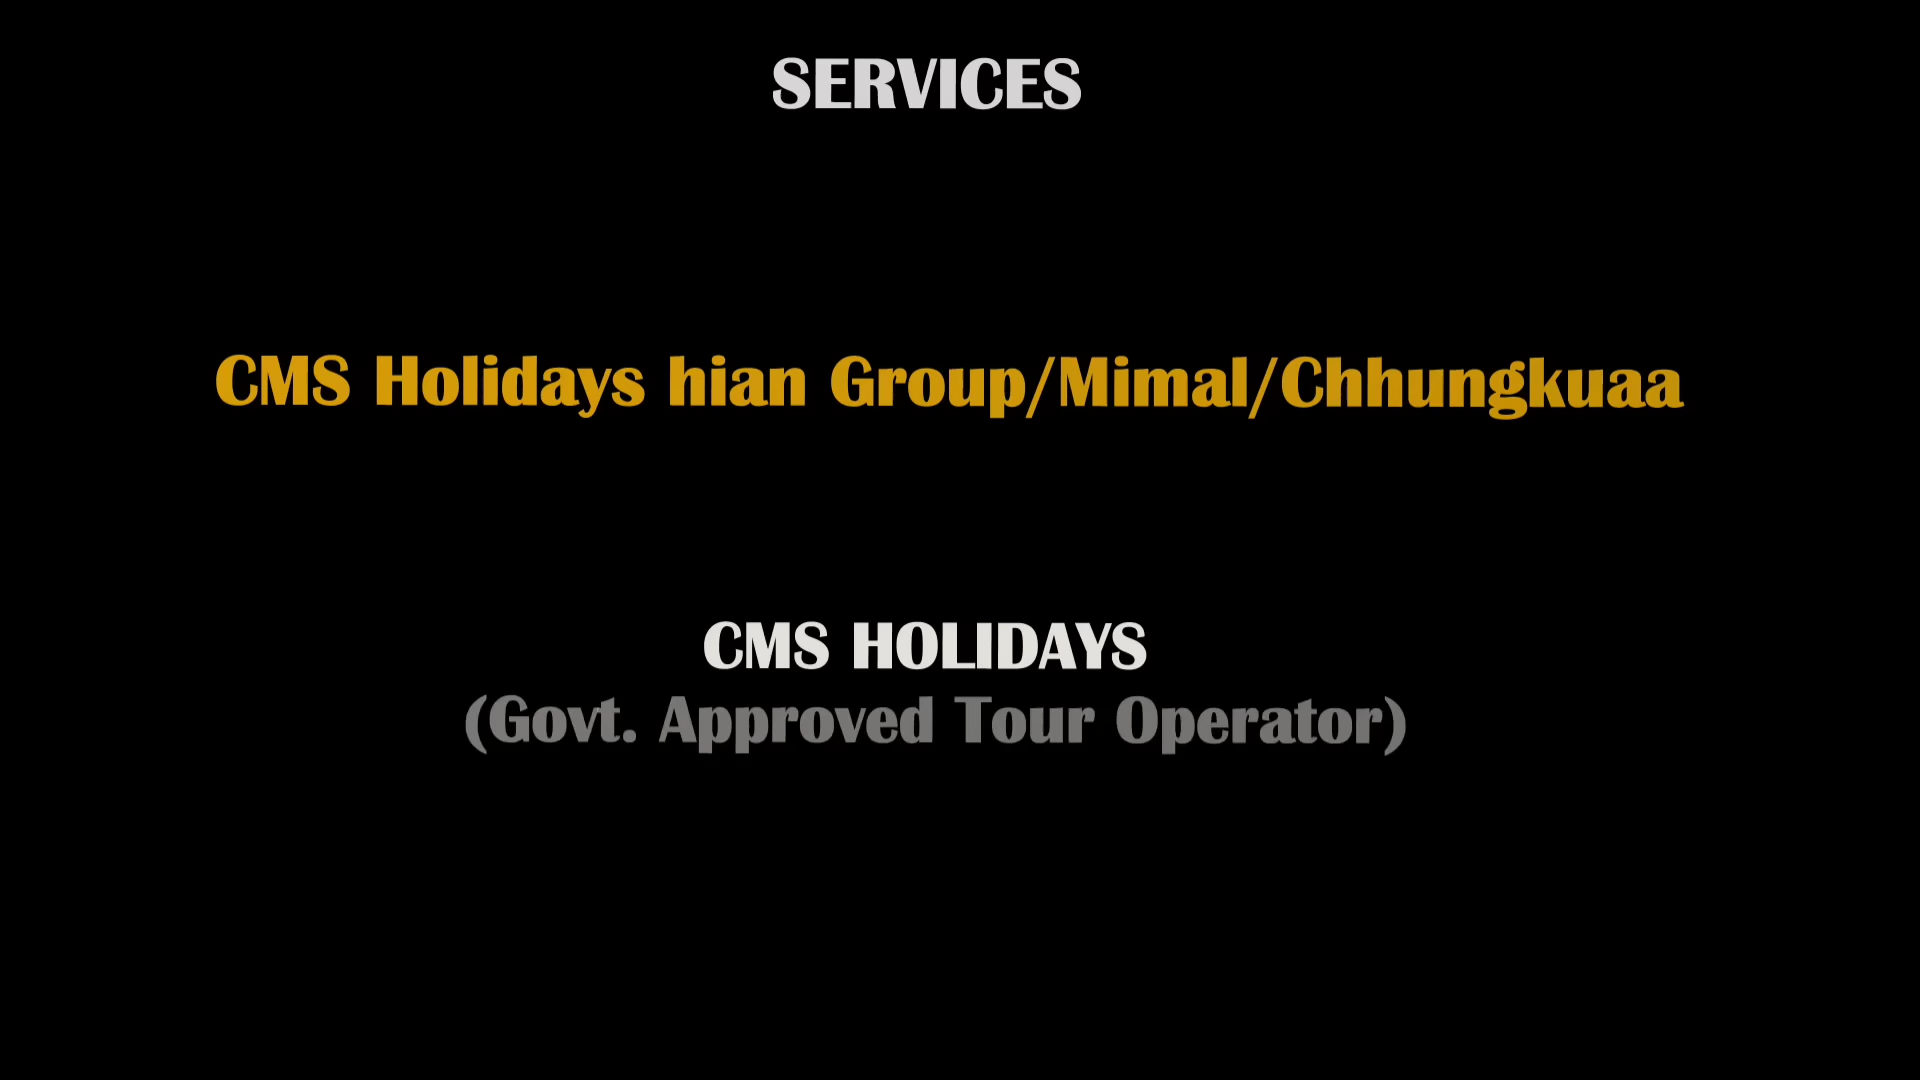 SERVICES
CMS Holidays hian Group/Mimal/Chhungkuaa
CMS HOLIDAYS
(Govt. Approved Tour Operator)